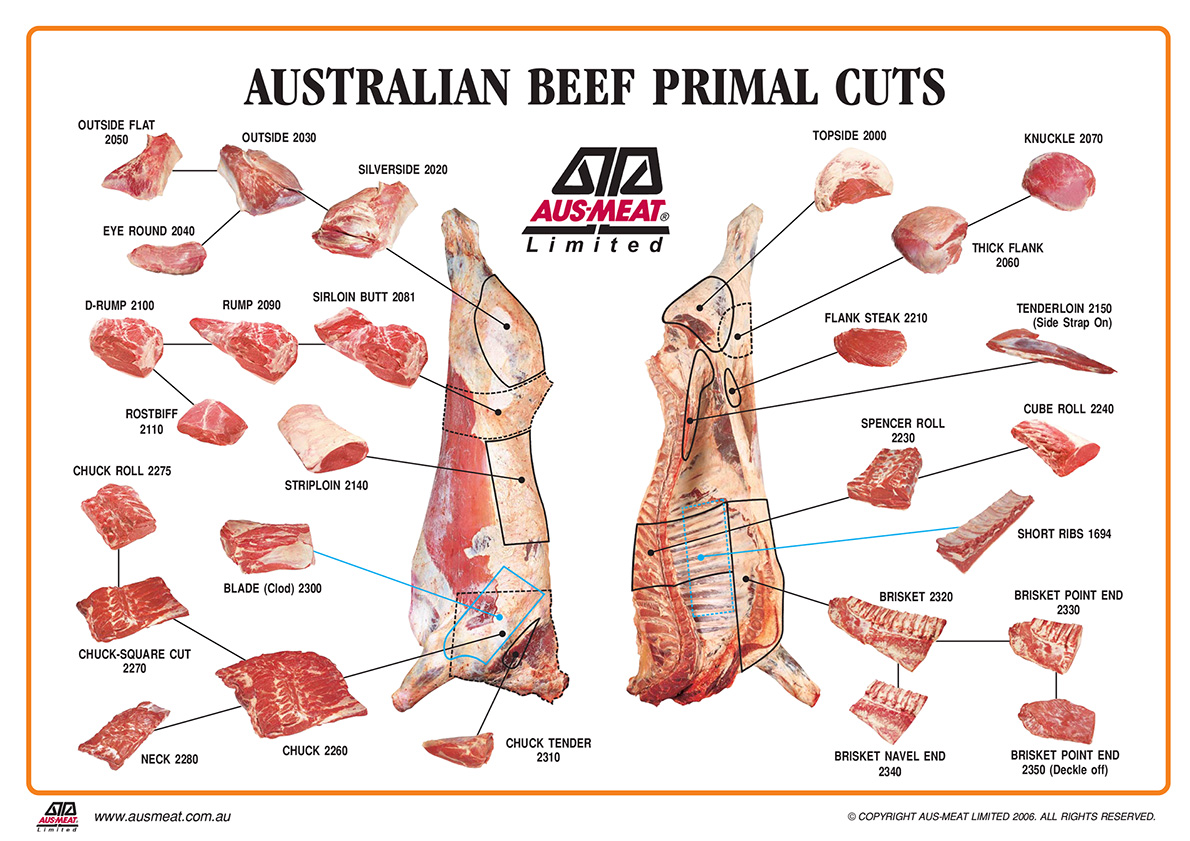 AUSTRALIAN BEEF PRIMAL CUTS
OUTSIDE FLAT
2050
OUTSIDE 2030
SILVERSIDE 2020
EYE ROUND 2040
AUS-MEAT®
Limited
TOPSIDE 2000
KNUCKLE 2070
THICK FLANK
2060
D-RUMP 2100
RUMP 2090
SIRLOIN BUTT 2081
FLANK STEAK 2210
TENDERLOIN 2150
(Side Strap On)
ROSTBIFF
2110
STRIPLOIN 2140
SPENCER ROLL
2230
CUBE ROLL 2240
CHUCK ROLL 2275
BLADE (Clod) 2300
SHORT RIBS 1694
CHUCK-SQUARE CUT
2270
BRISKET 2320
BRISKET POINT END
2330
NECK 2280
CHUCK 2260
CHUCK TENDER
2310
BRISKET NAVEL END
2340
BRISKET POINT END
2350 (Deckle off)
AUS-MEAT
Limited
www.ausmeat.com.au
© COPYRIGHT AUS-MEAT LIMITED 2006. ALL RIGHTS RESERVED.